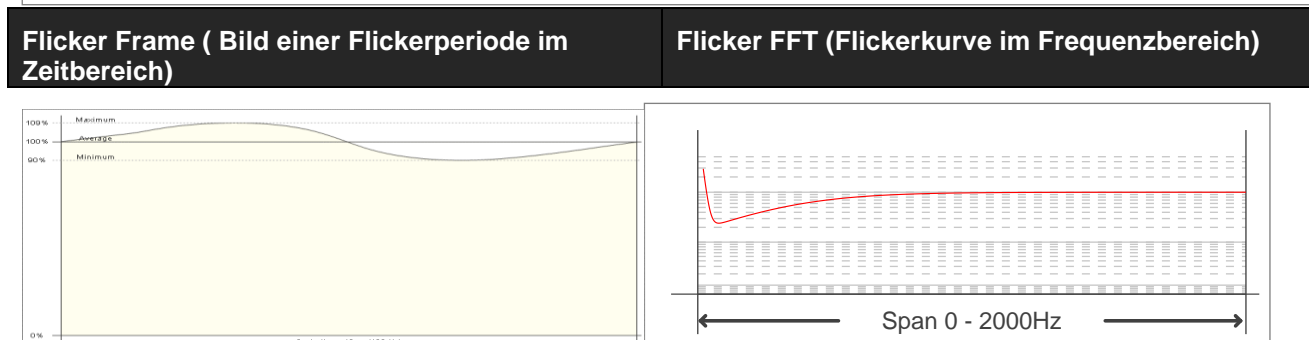 Flicker Frame ( Bild einer Flickerperiode im
Zeitbereich)
Flicker FFT (Flickerkurve im Frequenzbereich)
109%
Maximum
100%
Average
90%
Minimum
0%
Span 0 - 2000Hz